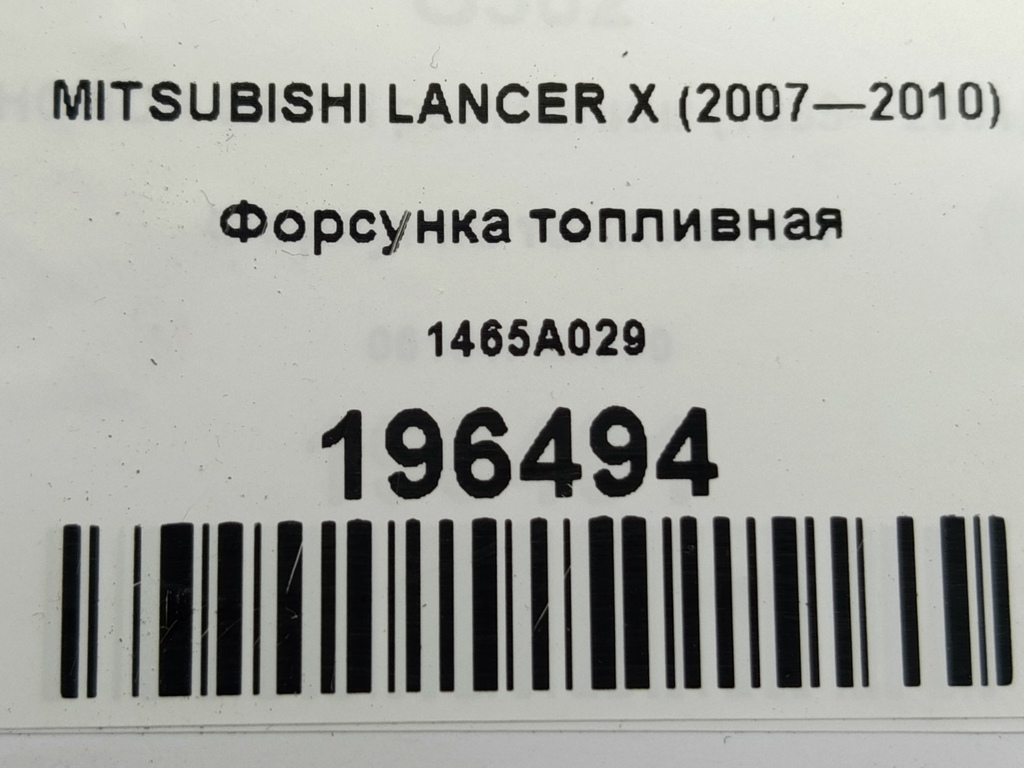 MITSUBISHI LANCER X (2007—2010)
Форсунка топливная
1465A029
196494